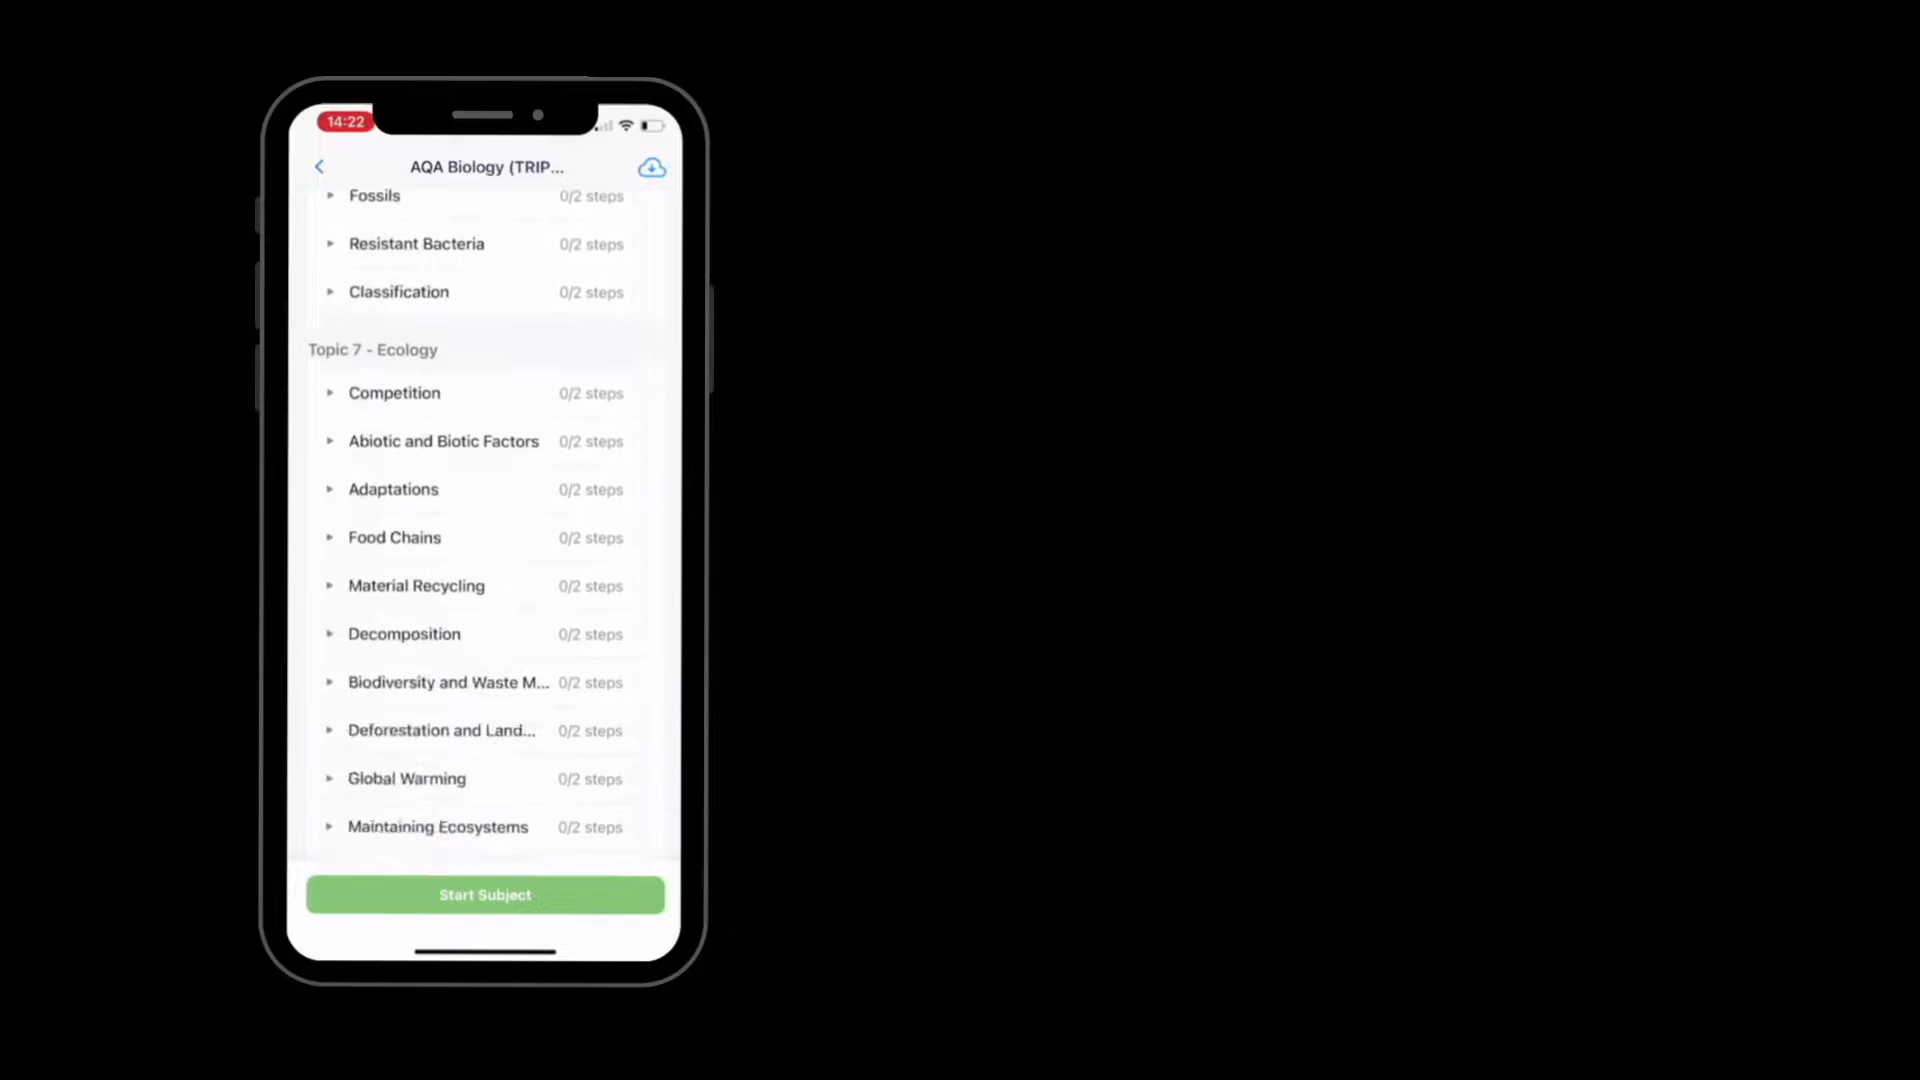 14:22
AQA Biology (TRIP...
Fossils 0/2 steps
Resistant Bacteria 0/2 steps
Classification 0/2 steps
Topic 7 - Ecology
Competition 0/2 steps
Abiotic and Biotic Factors 0/2 steps
Adaptations 0/2 steps
Food Chains 0/2 steps
Material Recycling 0/2 steps
Decomposition 0/2 steps
Biodiversity and Waste M... 0/2 steps
Deforestation and Land... 0/2 steps
Global Warming 0/2 steps
Maintaining Ecosystems 0/2 steps
Start Subject